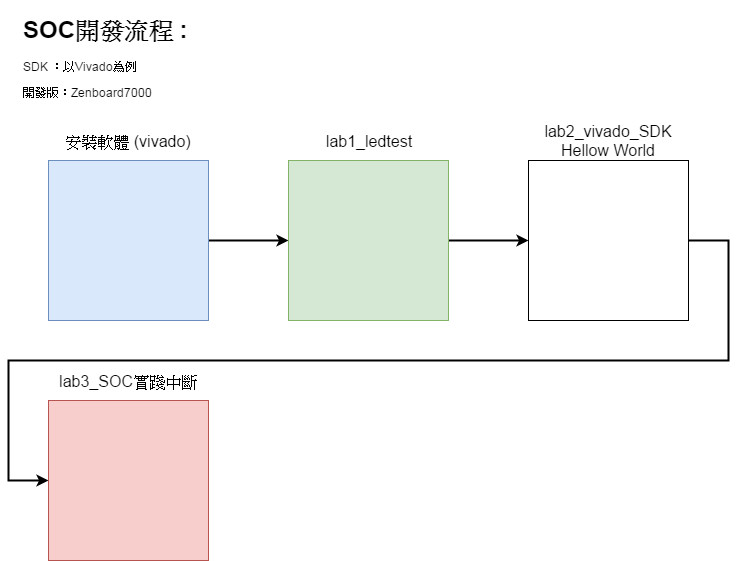 SOC開發流程 :
SDK ：以Vivado為例
開發版：Zenboard7000
安裝軟體 (vivado)
lab1_ledtest
lab2_vivado_SDK
Hellow World
lab3_SOC實踐中斷